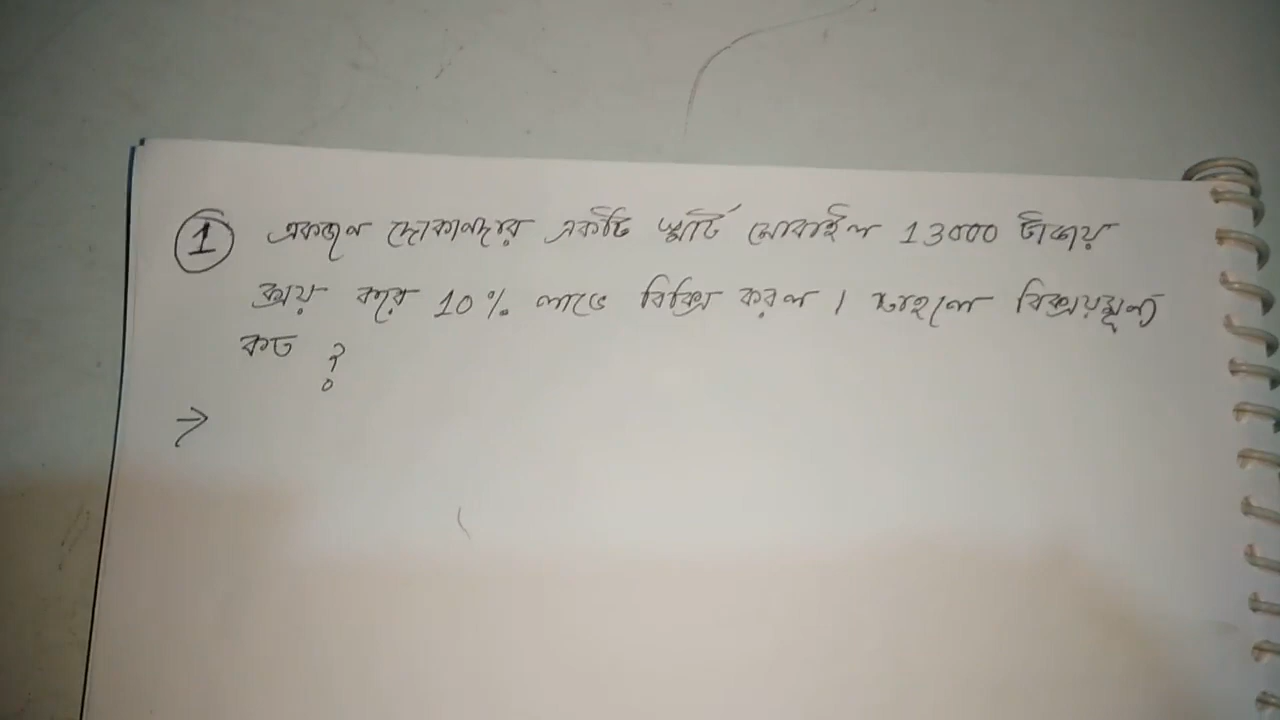 ① একজন দোকানদার একটি স্মার্ট মোবাইল 13000 টাকায়
ক্রয় করে 10% লাভে বিক্রি করল। তাহলে বিক্রয়মূল্য
কত ?
⇒